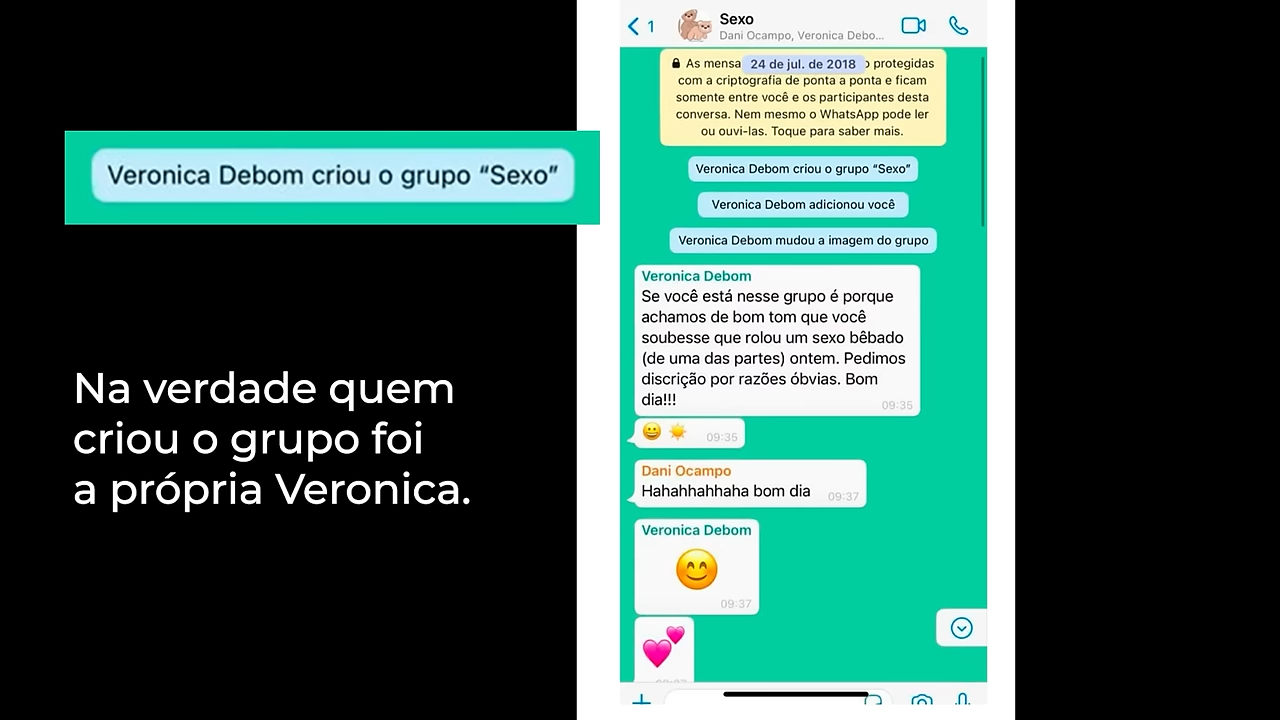 Veronica Debom criou o grupo “Sexo”
Na verdade quem
criou o grupo foi
a própria Veronica.
1
Sexo
Dani Ocampo, Veronica Debo...
24 de jul. de 2018
As mensa o protegidas
com a criptografia de ponta a ponta e ficam
somente entre você e os participantes desta
conversa. Nem mesmo o WhatsApp pode ler
ou ouvi-las. Toque para saber mais.
Veronica Debom criou o grupo “Sexo”
Veronica Debom adicionou você
Veronica Debom mudou a imagem do grupo
Veronica Debom
Se você está nesse grupo é porque
achamos de bom tom que você
soubesse que rolou um sexo bêbado
(de uma das partes) ontem. Pedimos
discrição por razões óbvias. Bom
dia!!!
09:35
😀 ☀️ 09:35
Dani Ocampo
Hahahhahhaha bom dia 09:37
Veronica Debom
😊
09:37
💕